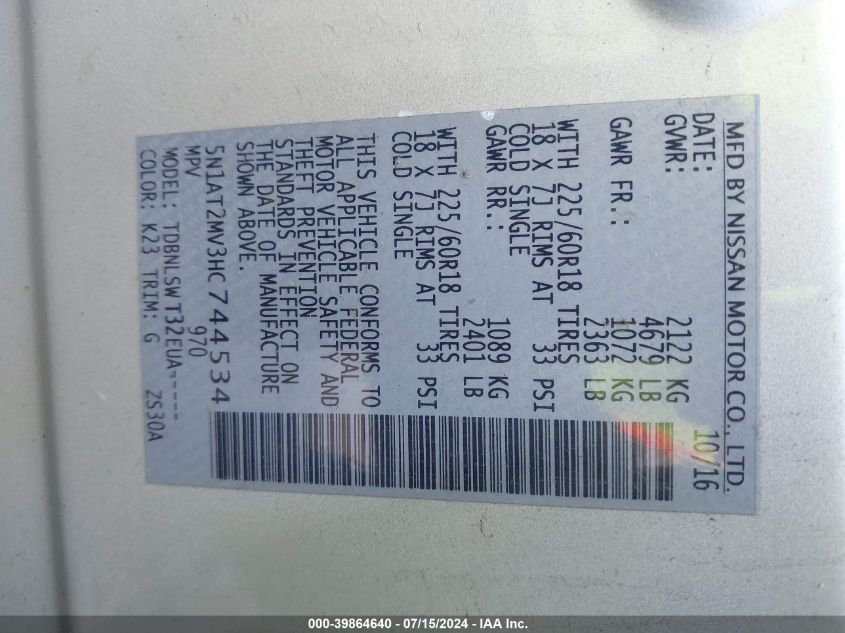 MFD BY NISSAN MOTOR CO., LTD.
DATE: 10/16
GVWR: 2122 KG
4679 LB
GAWR FR.: 1072 KG
2363 LB
WITH 225/60R18 TIRES
18 X 7J RIMS AT 33 PSI
COLD SINGLE
GAWR RR.: 1089 KG
2401 LB
WITH 225/60R18 TIRES
18 X 7J RIMS AT 33 PSI
COLD SINGLE
THIS VEHICLE CONFORMS TO
ALL APPLICABLE FEDERAL
MOTOR VEHICLE SAFETY AND
THEFT PREVENTION
STANDARDS IN EFFECT ON
THE DATE OF MANUFACTURE
SHOWN ABOVE.
5N1AT2MV3HC744534
MPV 970
MODEL: TDBNLSW T32EUA-----
COLOR: K23 TRIM: G ZS30A
000-39864640 - 07/15/2024 - IAA Inc.